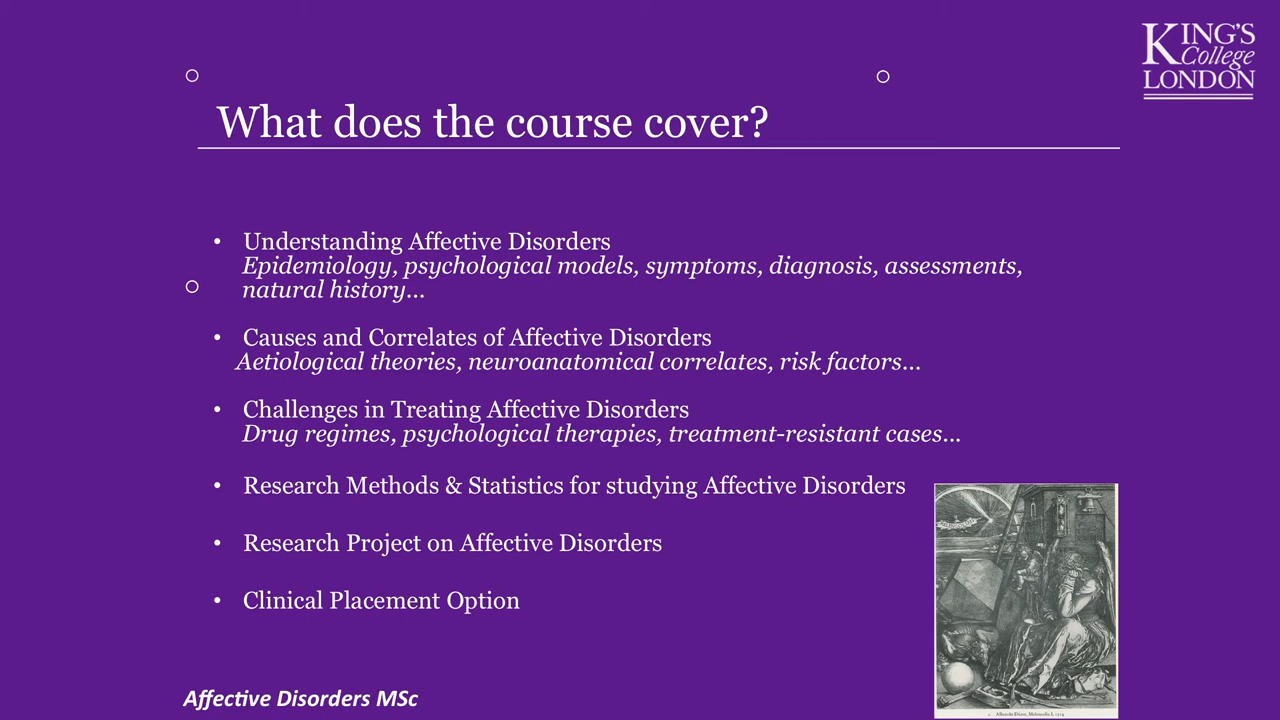 KING'S
College
LONDON
What does the course cover?
• Understanding Affective Disorders
Epidemiology, psychological models, symptoms, diagnosis, assessments,
natural history...
• Causes and Correlates of Affective Disorders
Aetiological theories, neuroanatomical correlates, risk factors...
• Challenges in Treating Affective Disorders
Drug regimes, psychological therapies, treatment-resistant cases...
• Research Methods & Statistics for studying Affective Disorders
• Research Project on Affective Disorders
• Clinical Placement Option
Affective Disorders MSc